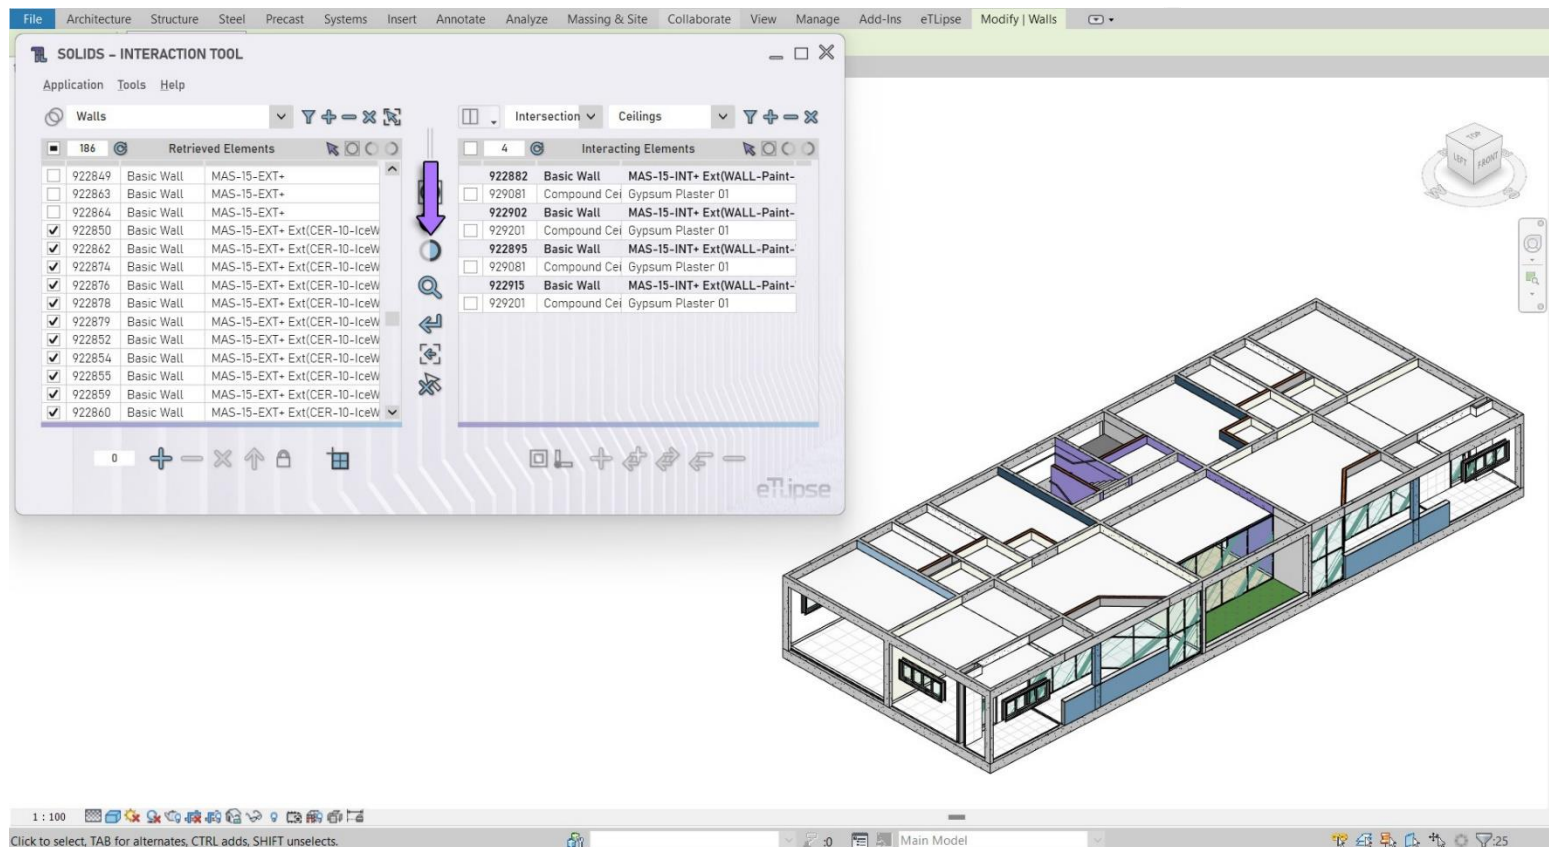 File Architecture Structure Steel Precast Systems Insert Annotate Analyze Massing & Site Collaborate View Manage Add-Ins eTLipse Modify | Walls
SOLIDS – INTERACTION TOOL
Application Tools Help
Walls
Intersection Ceilings
186 Retrieved Elements
4 Interacting Elements
922849 Basic Wall MAS-15-EXT+
922863 Basic Wall MAS-15-EXT+
922864 Basic Wall MAS-15-EXT+
922850 Basic Wall MAS-15-EXT+ Ext(CER-10-IceW
922862 Basic Wall MAS-15-EXT+ Ext(CER-10-IceW
922874 Basic Wall MAS-15-EXT+ Ext(CER-10-IceW
922876 Basic Wall MAS-15-EXT+ Ext(CER-10-IceW
922878 Basic Wall MAS-15-EXT+ Ext(CER-10-IceW
922879 Basic Wall MAS-15-EXT+ Ext(CER-10-IceW
922852 Basic Wall MAS-15-EXT+ Ext(CER-10-IceW
922854 Basic Wall MAS-15-EXT+ Ext(CER-10-IceW
922855 Basic Wall MAS-15-EXT+ Ext(CER-10-IceW
922859 Basic Wall MAS-15-EXT+ Ext(CER-10-IceW
922860 Basic Wall MAS-15-EXT+ Ext(CER-10-IceW
922882 Basic Wall MAS-15-INT+ Ext(WALL-Paint-
929081 Compound Cei Gypsum Plaster 01
922902 Basic Wall MAS-15-INT+ Ext(WALL-Paint-
929201 Compound Cei Gypsum Plaster 01
922895 Basic Wall MAS-15-INT+ Ext(WALL-Paint-
929081 Compound Cei Gypsum Plaster 01
922915 Basic Wall MAS-15-INT+ Ext(WALL-Paint-
929201 Compound Cei Gypsum Plaster 01
0
eTLipse
TOP
LEFT FRONT
1 : 100
Click to select, TAB for alternates, CTRL adds, SHIFT unselects.
:0 Main Model
:25